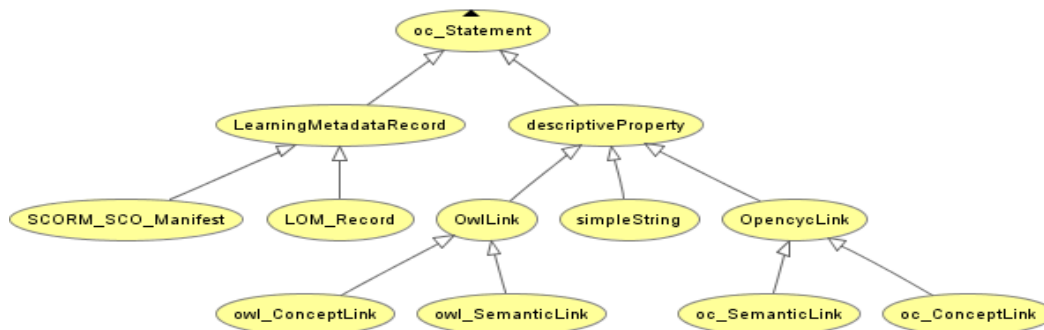 oc_Statement
LearningMetadataRecord
descriptiveProperty
SCORM_SCO_Manifest
LOM_Record
OwlLink
simpleString
OpencycLink
owl_ConceptLink
owl_SemanticLink
oc_SemanticLink
oc_ConceptLink